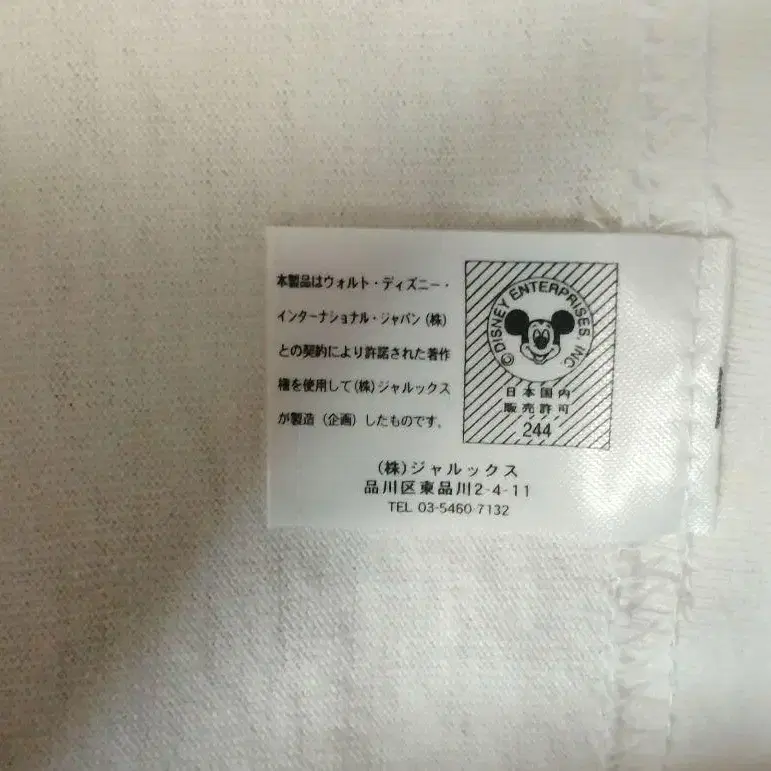 本製品はウォルト・ディズニー・
インターナショナル・ジャパン(株)
との契約により許諾された著作
権を使用して(株)ジャルックス
が製造(企画)したものです。
©DISNEY ENTERPRISES, INC.
日本国内
販売許可
244
(株)ジャルックス
品川区東品川2-4-11
TEL 03-5460-7132